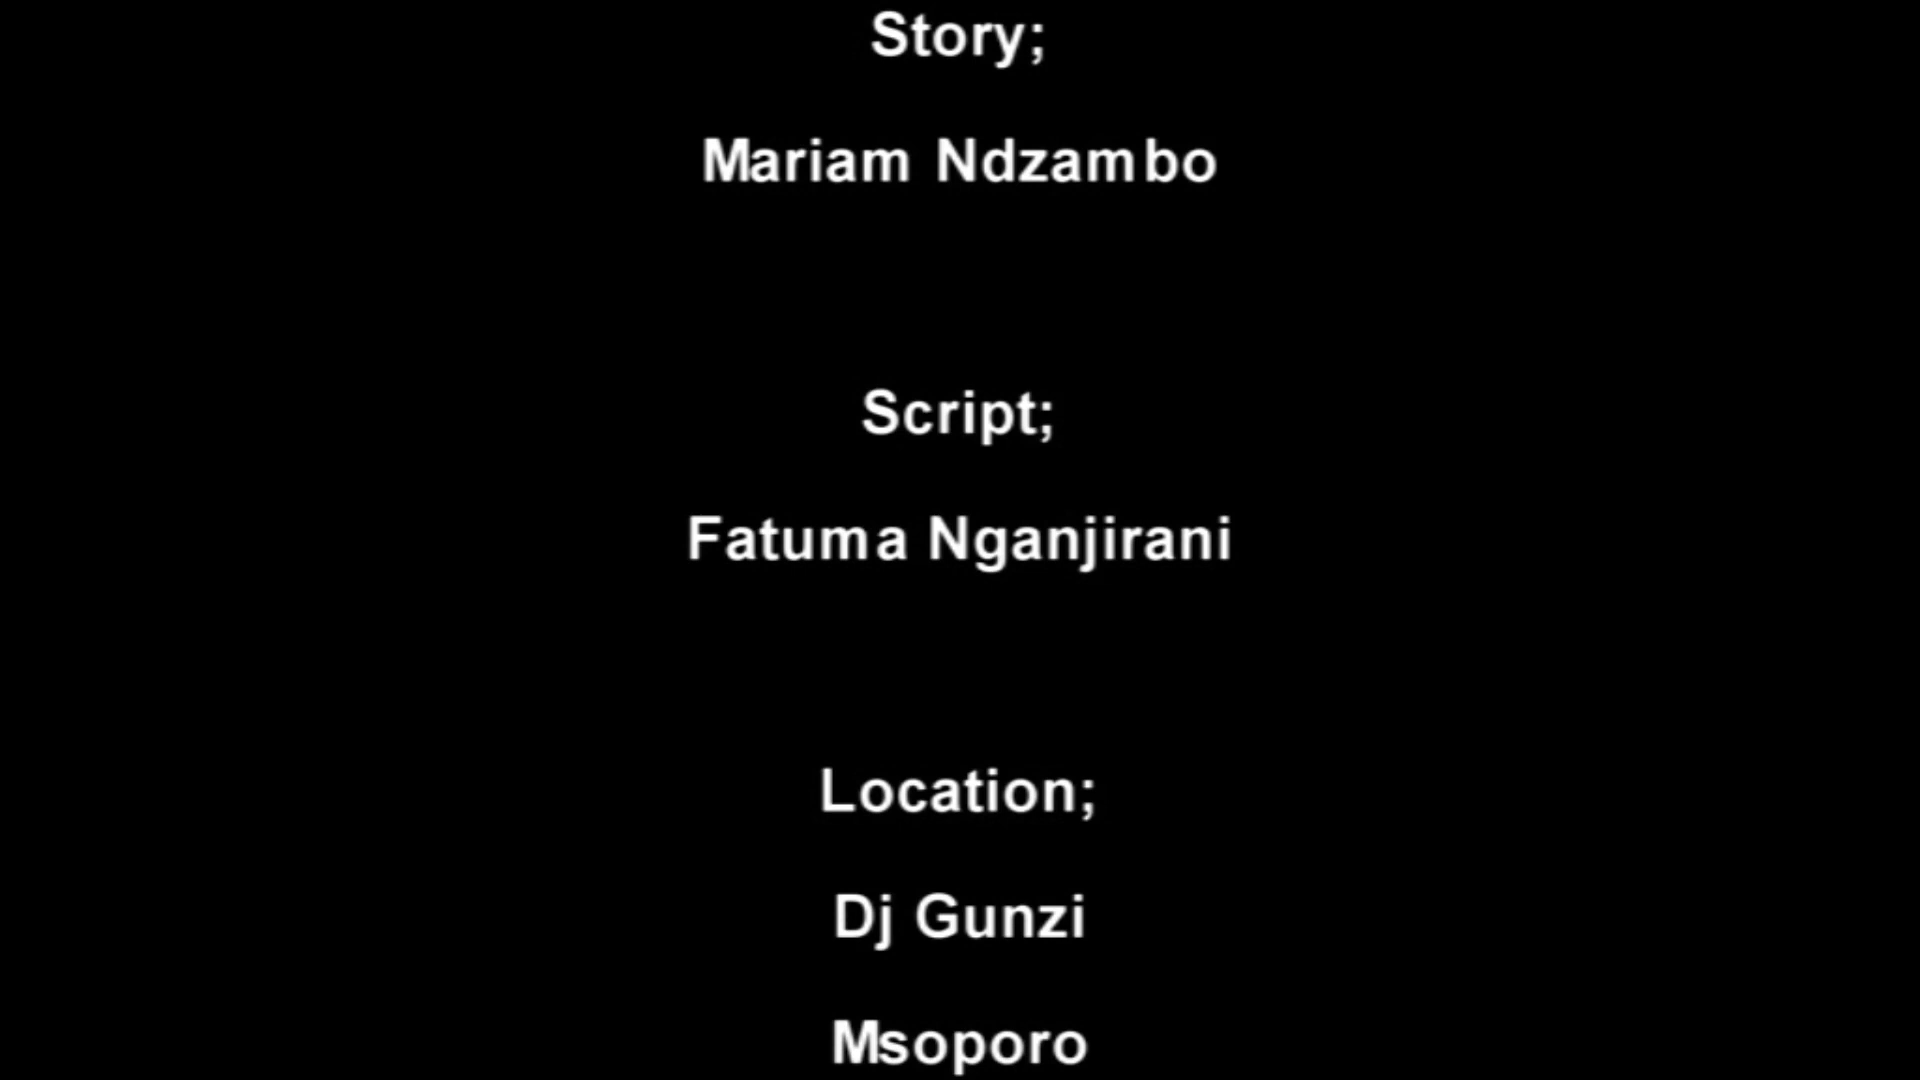 Story;
Mariam Ndzambo
Script;
Fatuma Nganjirani
Location;
Dj Gunzi
Msoporo